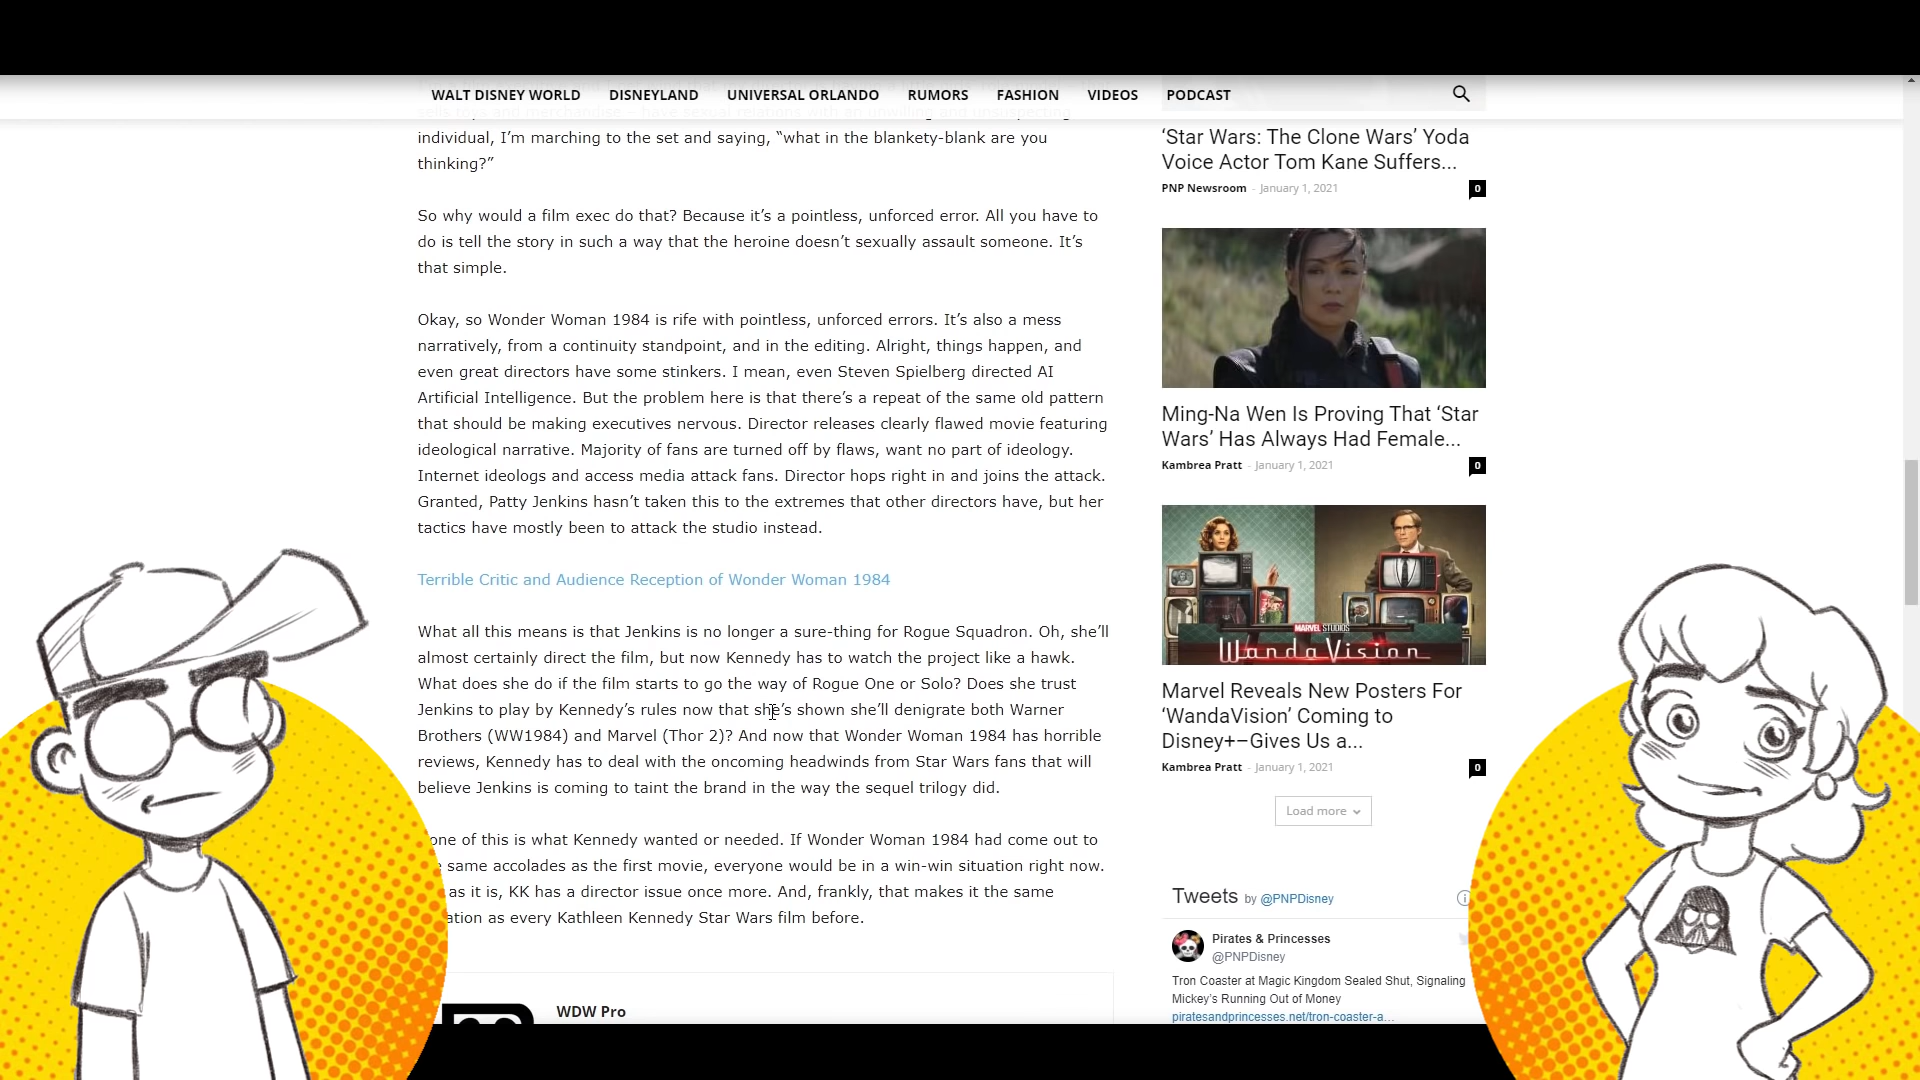 WALT DISNEY WORLD DISNEYLAND UNIVERSAL ORLANDO RUMORS FASHION VIDEOS PODCAST
individual, I’m marching to the set and saying, “what in the blankety-blank are you
thinking?”
So why would a film exec do that? Because it’s a pointless, unforced error. All you have to
do is tell the story in such a way that the heroine doesn’t sexually assault someone. It’s
that simple.
Okay, so Wonder Woman 1984 is rife with pointless, unforced errors. It’s also a mess
narratively, from a continuity standpoint, and in the editing. Alright, things happen, and
even great directors have some stinkers. I mean, even Steven Spielberg directed AI
Artificial Intelligence. But the problem here is that there’s a repeat of the same old pattern
that should be making executives nervous. Director releases clearly flawed movie featuring
ideological narrative. Majority of fans are turned off by flaws, want no part of ideology.
Internet ideologs and access media attack fans. Director hops right in and joins the attack.
Granted, Patty Jenkins hasn’t taken this to the extremes that other directors have, but her
tactics have mostly been to attack the studio instead.
Terrible Critic and Audience Reception of Wonder Woman 1984
What all this means is that Jenkins is no longer a sure-thing for Rogue Squadron. Oh, she’ll
almost certainly direct the film, but now Kennedy has to watch the project like a hawk.
What does she do if the film starts to go the way of Rogue One or Solo? Does she trust
Jenkins to play by Kennedy’s rules now that she’s shown she’ll denigrate both Warner
Brothers (WW1984) and Marvel (Thor 2)? And now that Wonder Woman 1984 has horrible
reviews, Kennedy has to deal with the oncoming headwinds from Star Wars fans that will
believe Jenkins is coming to taint the brand in the way the sequel trilogy did.
one of this is what Kennedy wanted or needed. If Wonder Woman 1984 had come out to
same accolades as the first movie, everyone would be in a win-win situation right now.
as it is, KK has a director issue once more. And, frankly, that makes it the same
ation as every Kathleen Kennedy Star Wars film before.
WDW Pro
‘Star Wars: The Clone Wars’ Yoda
Voice Actor Tom Kane Suffers...
PNP Newsroom - January 1, 2021 0
Ming-Na Wen Is Proving That ‘Star
Wars’ Has Always Had Female...
Kambrea Pratt - January 1, 2021 0
MARVEL STUDIOS
WandaVision
Marvel Reveals New Posters For
‘WandaVision’ Coming to
Disney+–Gives Us a...
Kambrea Pratt - January 1, 2021 0
Load more
Tweets by @PNPDisney
Pirates & Princesses
@PNPDisney
Tron Coaster at Magic Kingdom Sealed Shut, Signaling
Mickey's Running Out of Money
piratesandprincesses.net/tron-coaster-a...